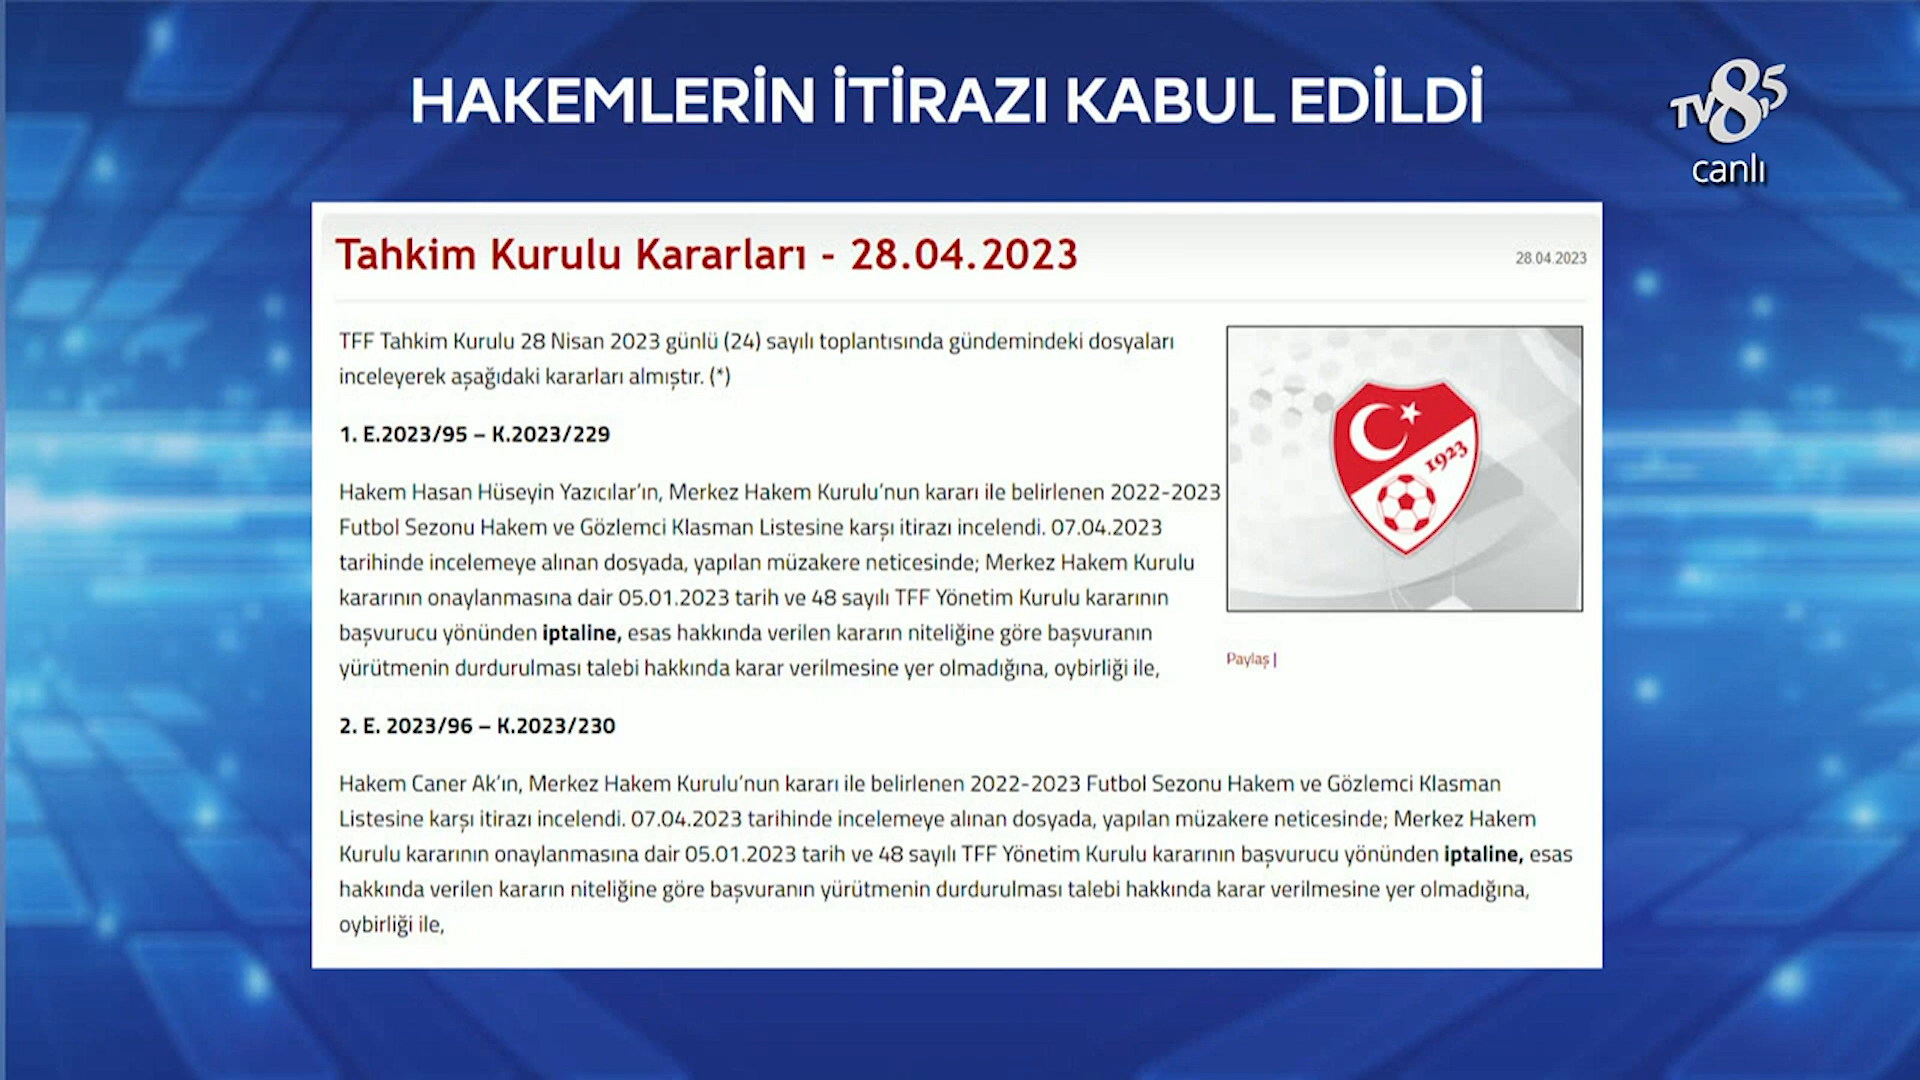 HAKEMLERİN İTİRAZI KABUL EDİLDİ
TV8,5
canlı
Tahkim Kurulu Kararları - 28.04.2023
28.04.2023
TFF Tahkim Kurulu 28 Nisan 2023 günlü (24) sayılı toplantısında gündemindeki dosyaları
inceleyerek aşağıdaki kararları almıştır. (*)
1. E.2023/95 – K.2023/229
Hakem Hasan Hüseyin Yazıcılar’ın, Merkez Hakem Kurulu’nun kararı ile belirlenen 2022-2023
Futbol Sezonu Hakem ve Gözlemci Klasman Listesine karşı itirazı incelendi. 07.04.2023
tarihinde incelemeye alınan dosyada, yapılan müzakere neticesinde; Merkez Hakem Kurulu
kararının onaylanmasına dair 05.01.2023 tarih ve 48 sayılı TFF Yönetim Kurulu kararının
başvurucu yönünden iptaline, esas hakkında verilen kararın niteliğine göre başvuranın
yürütmenin durdurulması talebi hakkında karar verilmesine yer olmadığına, oybirliği ile,
1923
Paylaş |
2. E. 2023/96 – K.2023/230
Hakem Caner Ak’ın, Merkez Hakem Kurulu’nun kararı ile belirlenen 2022-2023 Futbol Sezonu Hakem ve Gözlemci Klasman
Listesine karşı itirazı incelendi. 07.04.2023 tarihinde incelemeye alınan dosyada, yapılan müzakere neticesinde; Merkez Hakem
Kurulu kararının onaylanmasına dair 05.01.2023 tarih ve 48 sayılı TFF Yönetim Kurulu kararının başvurucu yönünden iptaline, esas
hakkında verilen kararın niteliğine göre başvuranın yürütmenin durdurulması talebi hakkında karar verilmesine yer olmadığına,
oybirliği ile,